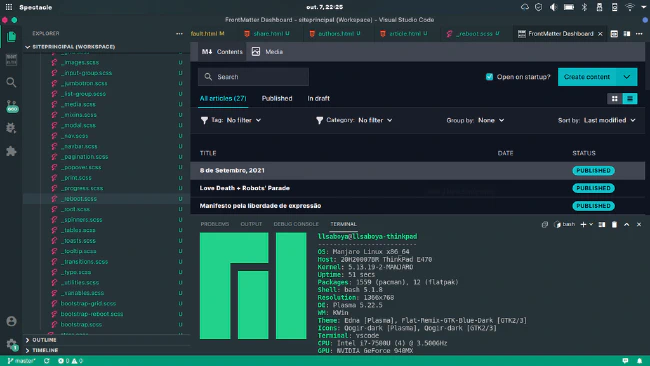 Spectacle
out. 7, 22:25
FrontMatter Dashboard — siteprincipal (Workspace) - Visual Studio Code
EXPLORER
SITEPRINCIPAL (WORKSPACE)
_images.scss U
_input-group.scss U
_jumbotron.scss U
_list-group.scss U
_media.scss U
_mixins.scss U
_modal.scss U
_nav.scss U
_navbar.scss U
_pagination.scss U
_popover.scss U
_print.scss U
_progress.scss U
_reboot.scss U
_root.scss U
_spinners.scss U
_tables.scss U
_toasts.scss U
_tooltip.scss U
_transitions.scss U
_type.scss U
_utilities.scss U
_variables.scss U
bootstrap-grid.scss U
bootstrap-reboot.scss U
bootstrap.scss U
OUTLINE
TIMELINE
fault.html U
share.html U
authors.html U
article.html U
_reboot.scss U
FrontMatter Dashboard
M↓ Contents
Media
Search
Open on startup?
Create content
All articles (27)
Published
In draft
Tag: No filter
Category: No filter
Group by: None
Sort by: Last modified
TITLE DATE STATUS
8 de Setembro, 2021 PUBLISHED
Love Death + Robots' Parade PUBLISHED
Manifesto pela liberdade de expressão PUBLISHED
PROBLEMS OUTPUT DEBUG CONSOLE TERMINAL
bash
llsaboya@llsaboya-thinkpad
------------------------
OS: Manjaro Linux x86_64
Host: 20H20007BR ThinkPad E470
Kernel: 5.13.19-2-MANJARO
Uptime: 51 secs
Packages: 1559 (pacman), 12 (flatpak)
Shell: bash 5.1.8
Resolution: 1366x768
DE: Plasma 5.22.5
WM: KWin
Theme: Edna [Plasma], Flat-Remix-GTK-Blue-Dark [GTK2/3]
Icons: Qogir-dark [Plasma], Qogir-dark [GTK2/3]
Terminal: vscode
CPU: Intel i7-7500U (4) @ 3.500GHz
GPU: NVIDIA GeForce 940MX
master*
0 0